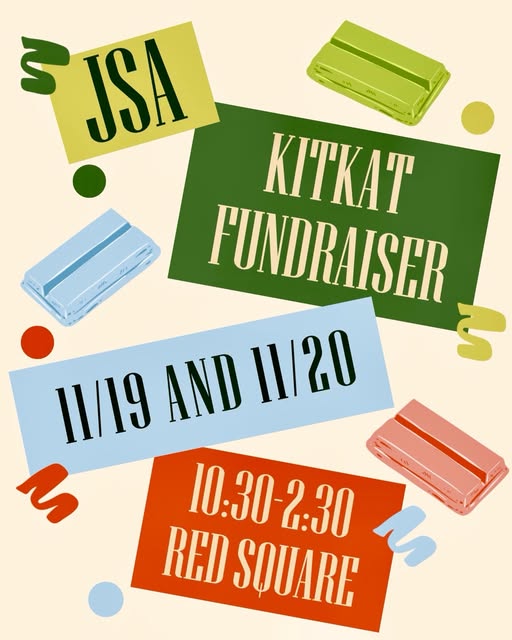 JSA
KITKAT
FUNDRAISER
11/19 AND 11/20
10:30-2:30
RED SQUARE